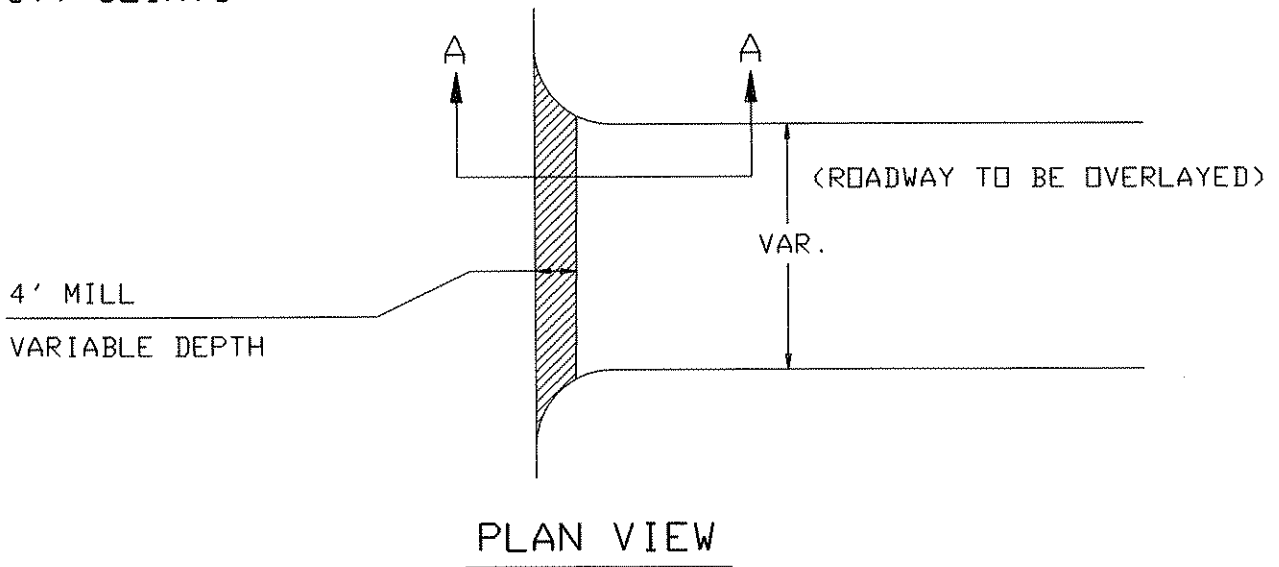 A A
(ROADWAY TO BE OVERLAYED)
VAR.
4' MILL
VARIABLE DEPTH
PLAN VIEW